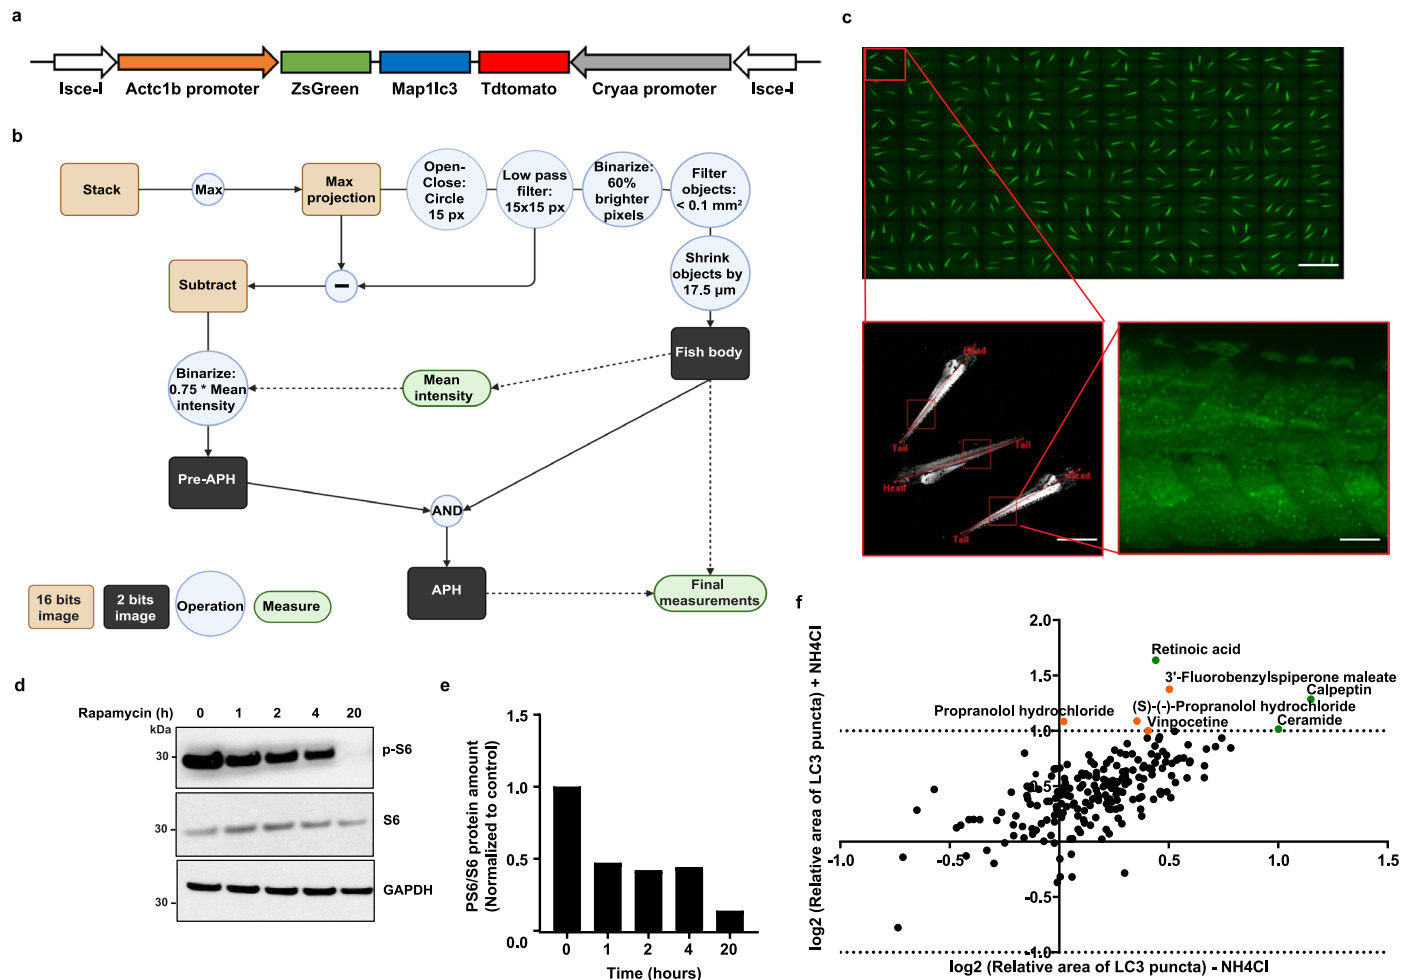 a
Isce-I Actc1b promoter ZsGreen Map1lc3 Tdtomato Cryaa promoter Isce-I
b
Stack
Max
Max
projection
Open-
Close:
Circle
15 px
Low pass
filter:
15x15 px
Binarize:
60%
brighter
pixels
Filter
objects:
< 0.1 mm²
Shrink
objects by
17.5 µm
Subtract
Fish body
Binarize:
0.75 * Mean
intensity
Mean
intensity
Pre-APH
AND
APH
Final
measurements
16 bits
image
2 bits
image
Operation
Measure
c
Head
Tail
Tail
Head
Head
Tail
d
Rapamycin (h) 0 1 2 4 20
kDa
30
p-S6
30
S6
30
GAPDH
e
PS6/S6 protein amount
(Normalized to control)
1.5
1.0
0.5
0.0
0 1 2 4 20
Time (hours)
f
log2 (Relative area of LC3 puncta) + NH4Cl
2.0
1.5
1.0
0.5
-0.5
-1.0
Retinoic acid
3'-Fluorobenzylspiperone maleate
Calpeptin
Propranolol hydrochloride
(S)-(-)-Propranolol hydrochloride
Vinpocetine
Ceramide
-1.0 -0.5 0.5 1.0 1.5
log2 (Relative area of LC3 puncta) - NH4Cl